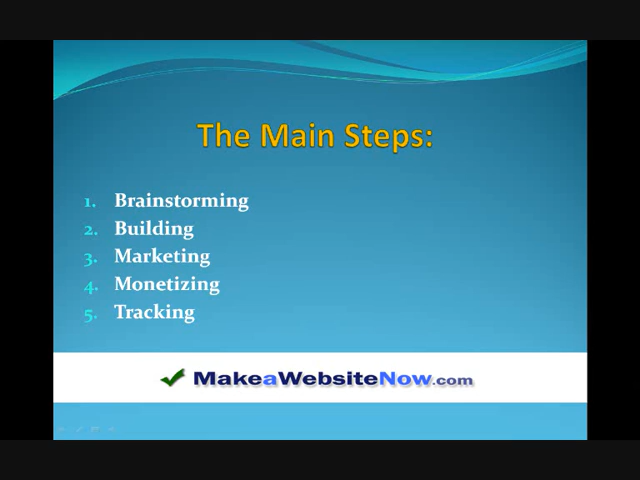 The Main Steps:
1. Brainstorming
2. Building
3. Marketing
4. Monetizing
5. Tracking
MakeaWebsiteNow.com